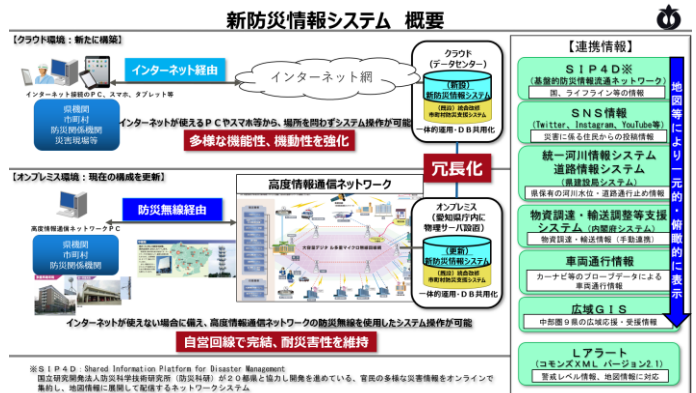 新防災情報システム 概要
【クラウド環境：新たに構築】
インターネット経由
インターネット接続のＰＣ、スマホ、タブレット等
県機関
市町村
防災関係機関
災害現場等
インターネット網
クラウド
（データセンター）
（新設）
新防災情報システム
（既設）統合改修
市町村防災支援システム
一体的運用・ＤＢ共用化
インターネットが使えるＰＣやスマホ等から、場所を問わずシステム操作が可能
多様な機能性、機動性を強化
冗長化
【オンプレミス環境：現在の構成を更新】
防災無線経由
高度情報通信ネットワークPC
県機関
市町村
防災関係機関
高度情報通信ネットワーク
オンプレミス
（愛知県庁内に
物理サーバ設置）
（更新）
新防災情報システム
（既設）統合改修
市町村防災支援システム
一体的運用・ＤＢ共用化
インターネットが使えない場合に備え、高度情報通信ネットワークの防災無線を使用したシステム操作が可能
自営回線で完結、耐災害性を維持
【連携情報】
ＳＩＰ４Ｄ※
（基盤的防災情報流通ネットワーク）
国、ライフライン等の情報
ＳＮＳ情報
（Twitter、Instagram、YouTube等）
災害に係る住民からの投稿情報
統一河川情報システム
道路情報システム
（県建設局システム）
県保有の河川水位・道路通行止め情報
物資調達・輸送調整等支援
システム（内閣府システム）
物資調達・輸送情報（手動連携）
車両通行情報
カーナビ等のプローブデータによる
車両通行情報
広域ＧＩＳ
中部圏９県の広域応援・受援情報
Ｌアラート
（コモンズＸＭＬ バージョン2.1）
警戒レベル情報、地図情報に対応
地図等により一元的・俯瞰的に表示
※ＳＩＰ４Ｄ：Shared Information Platform for Disaster Management
国立研究開発法人防災科学技術研究所（防災科研）が２０都県と協力し開発を進めている、官民の多様な災害情報をオンラインで
集約し、地図情報に展開して配信するネットワークシステム